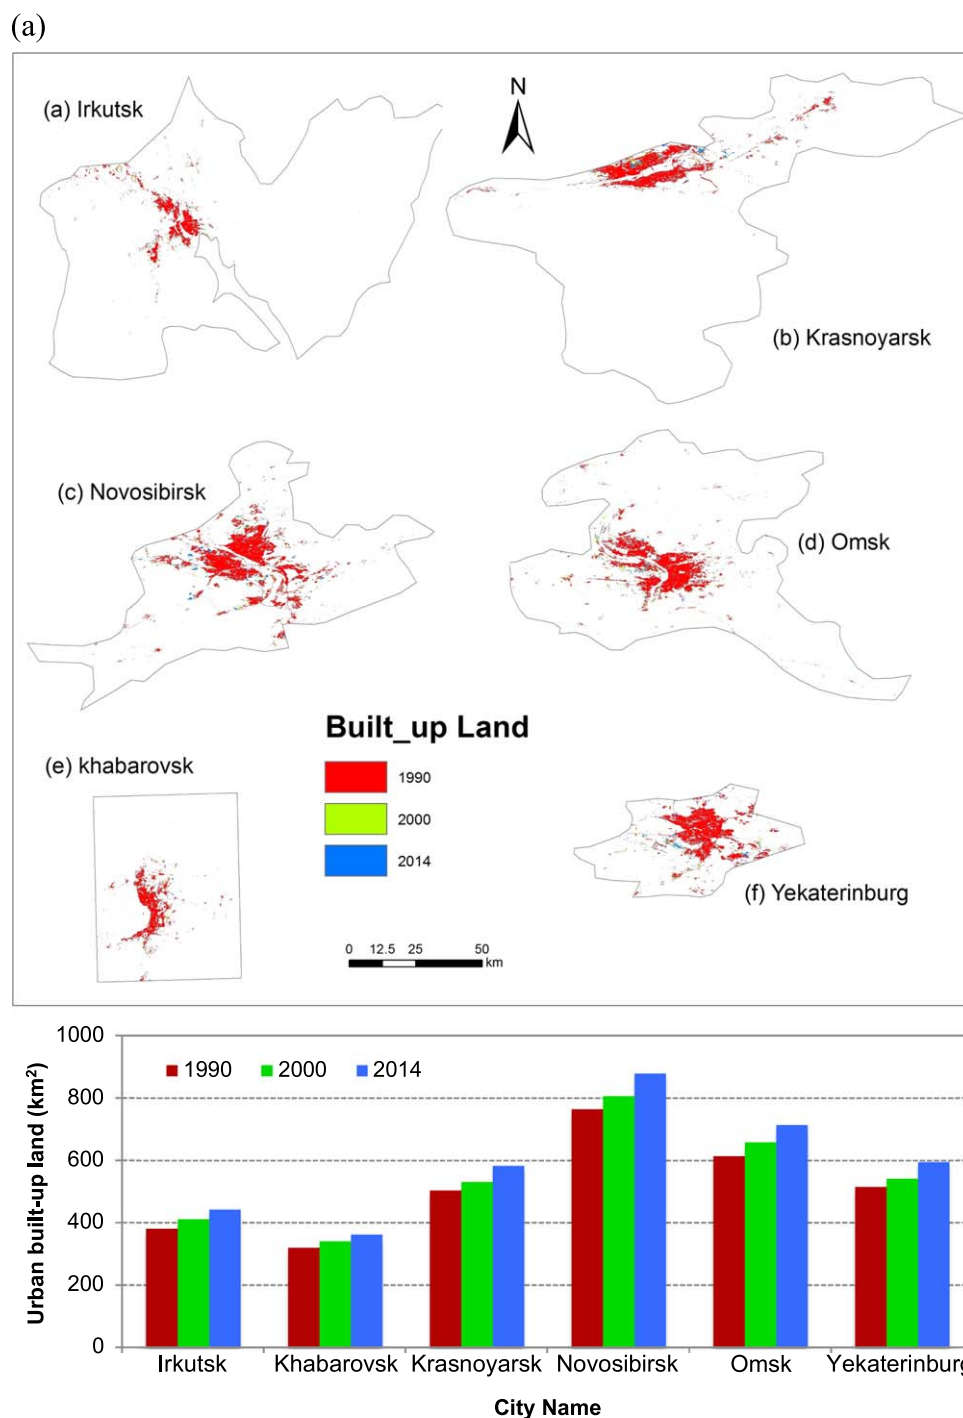 (a)
(a) Irkutsk
N
(b) Krasnoyarsk
(c) Novosibirsk
(d) Omsk
Built_up Land
1990
2000
2014
(e) khabarovsk
(f) Yekaterinburg
0 12.5 25 50
km
1000
800
600
400
200
0
Urban built-up land (km²)
1990 2000 2014
Irkutsk Khabarovsk Krasnoyarsk Novosibirsk Omsk Yekaterinburg
City Name